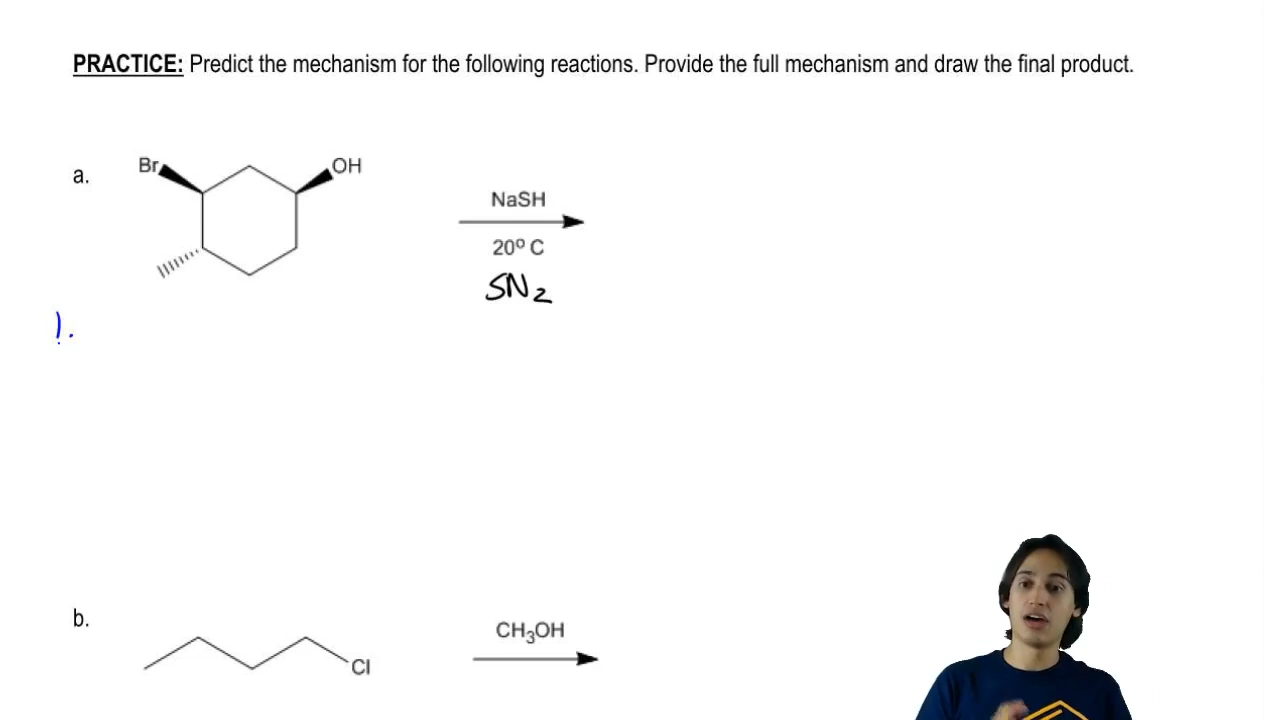 PRACTICE: Predict the mechanism for the following reactions. Provide the full mechanism and draw the final product.
a.
Br
OH
NaSH
20º C
SN2
1.
b.
Cl
CH3OH